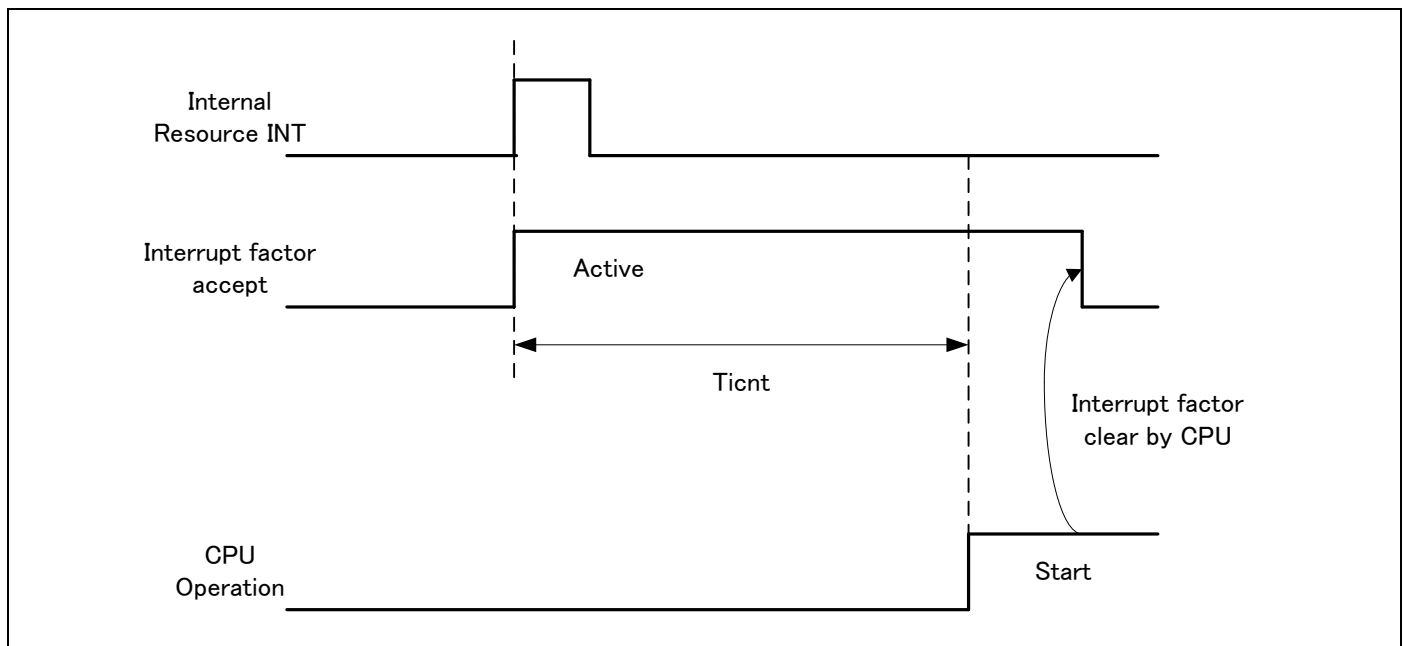 Internal
Resource INT
Interrupt factor
accept
Active
Ticnt
Interrupt factor
clear by CPU
CPU
Operation
Start